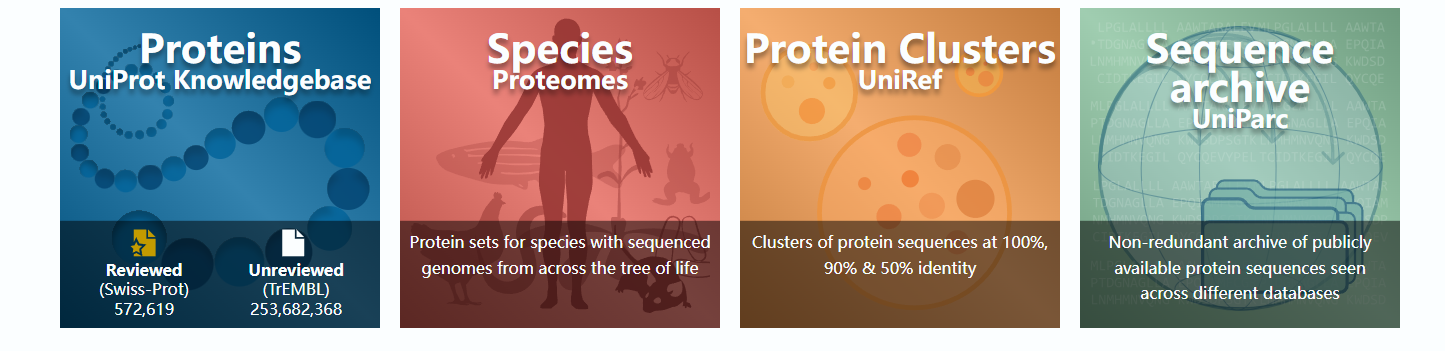 Proteins
UniProt Knowledgebase
Reviewed
(Swiss-Prot)
572,619
Unreviewed
(TrEMBL)
253,682,368
Species
Proteomes
Protein sets for species with sequenced
genomes from across the tree of life
Protein Clusters
UniRef
Clusters of protein sequences at 100%,
90% & 50% identity
Sequence
archive
UniParc
Non-redundant archive of publicly
available protein sequences seen
across different databases